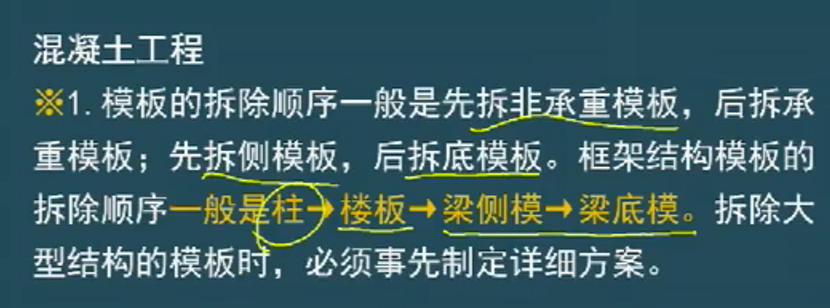 混凝土工程
※1.模板的拆除顺序一般是先拆非承重模板，后拆承
重模板；先拆侧模板，后拆底模板。框架结构模板的
拆除顺序一般是柱→楼板→梁侧模→梁底模。拆除大
型结构的模板时，必须事先制定详细方案。